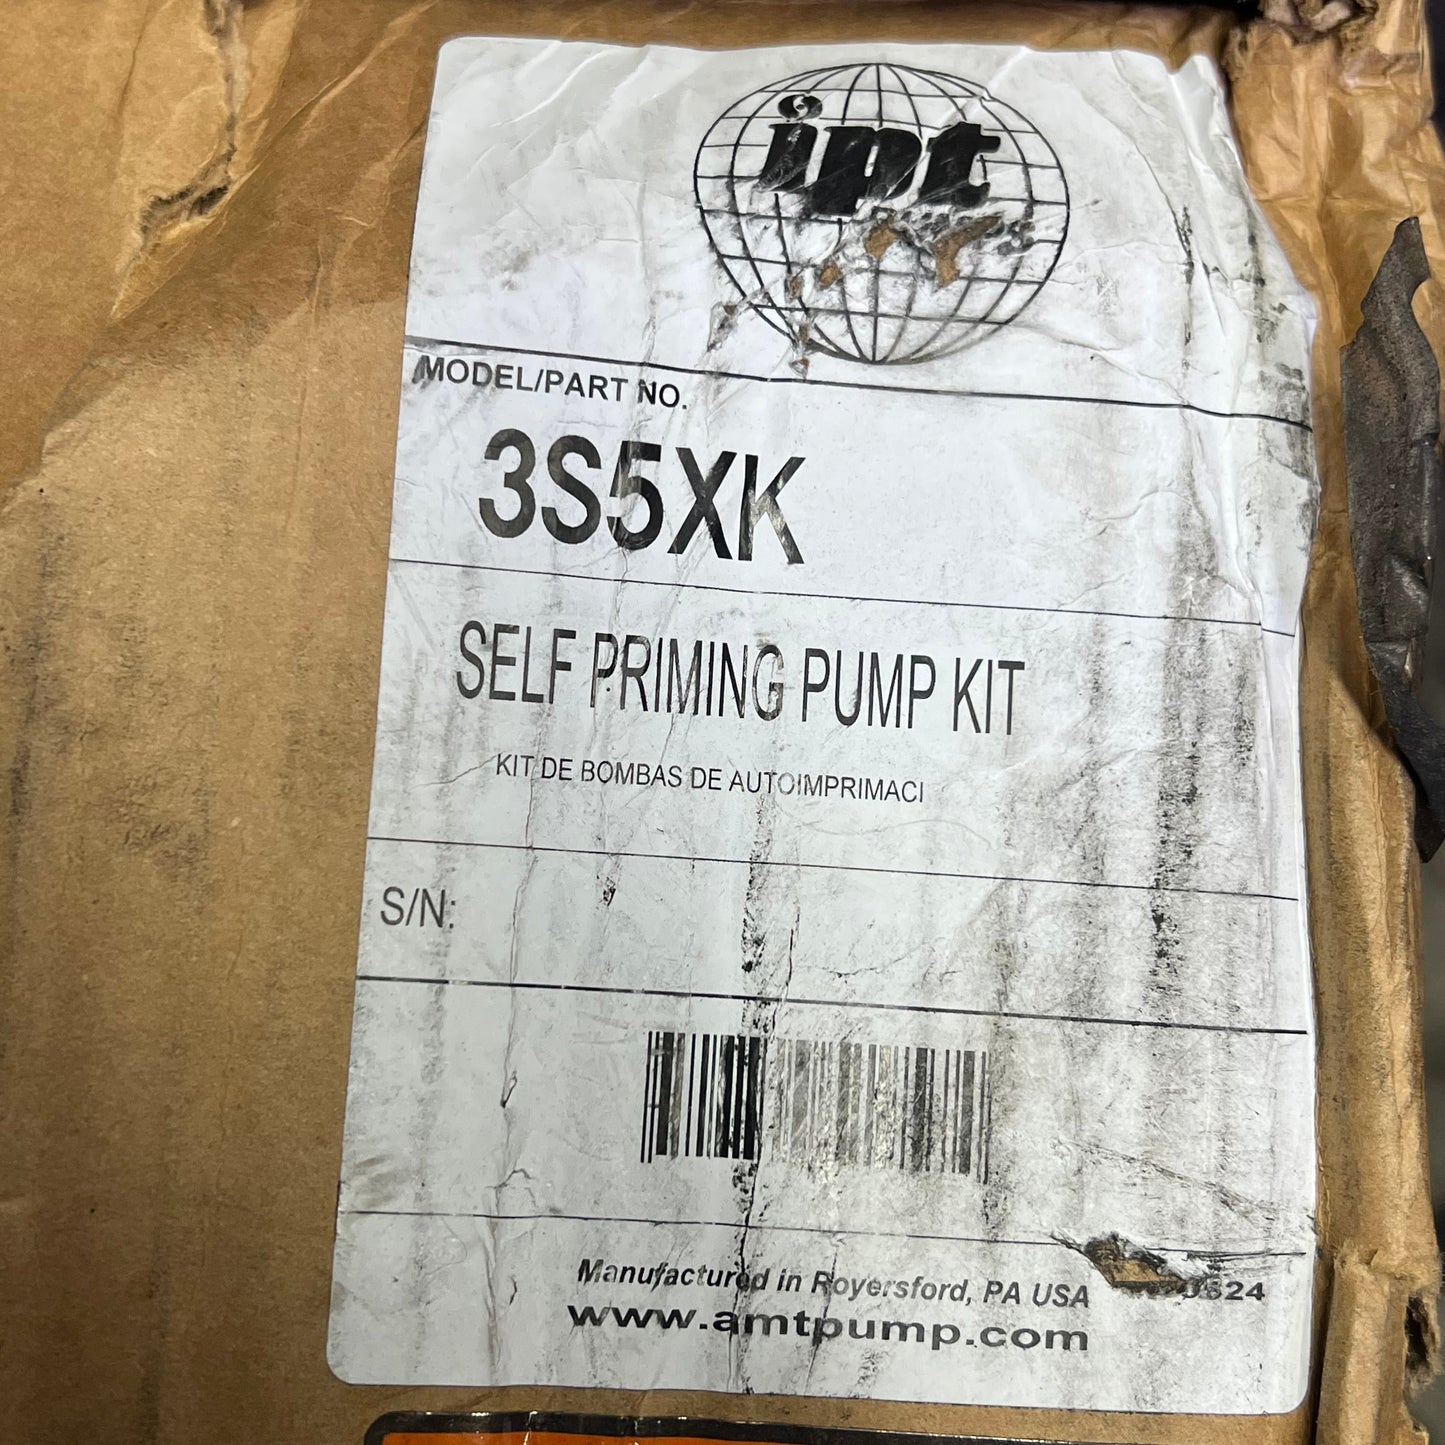 ipt
MODEL/PART NO.
3S5XK
SELF PRIMING PUMP KIT
KIT DE BOMBAS DE AUTOIMPRIMACI
S/N:
Manufactured in Royersford, PA USA
www.amtpump.com